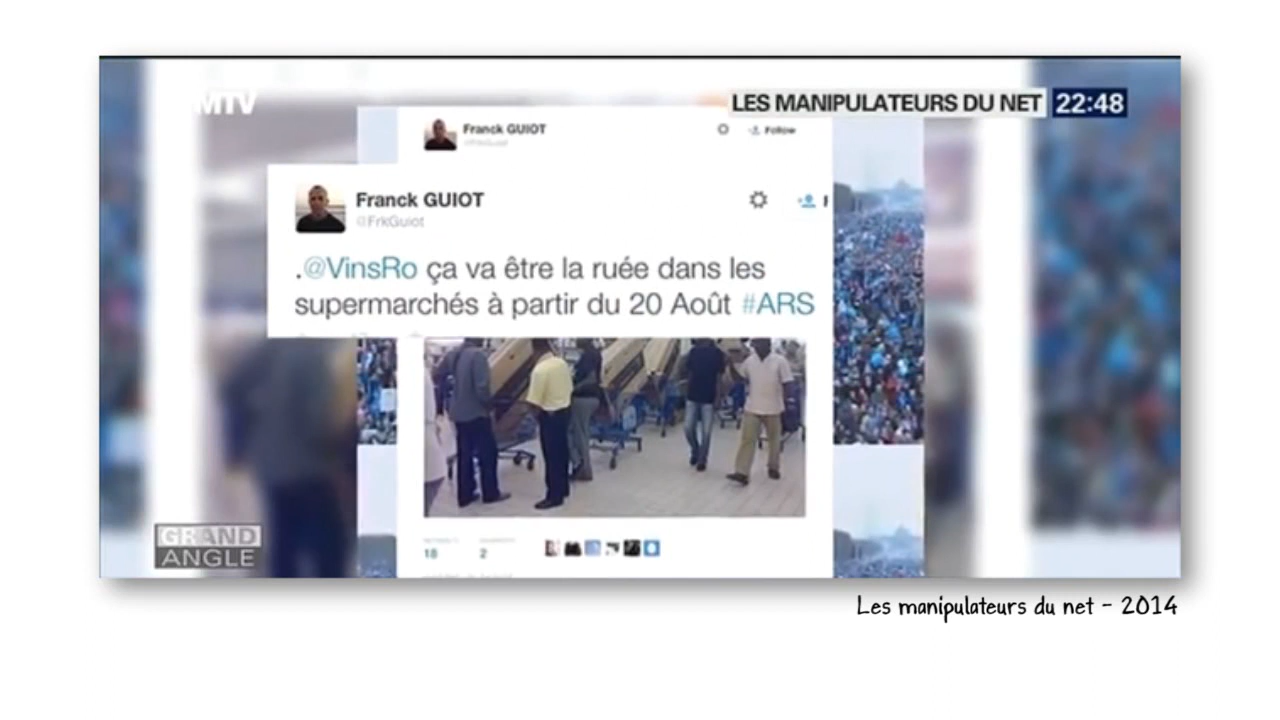 MTV
LES MANIPULATEURS DU NET 22:48
Franck GUIOT
Follow
Franck GUIOT
@FrkGuiot
.@VinsRo ça va être la ruée dans les
supermarchés à partir du 20 Août #ARS
18 2
GRAND
ANGLE
Les manipulateurs du net - 2014